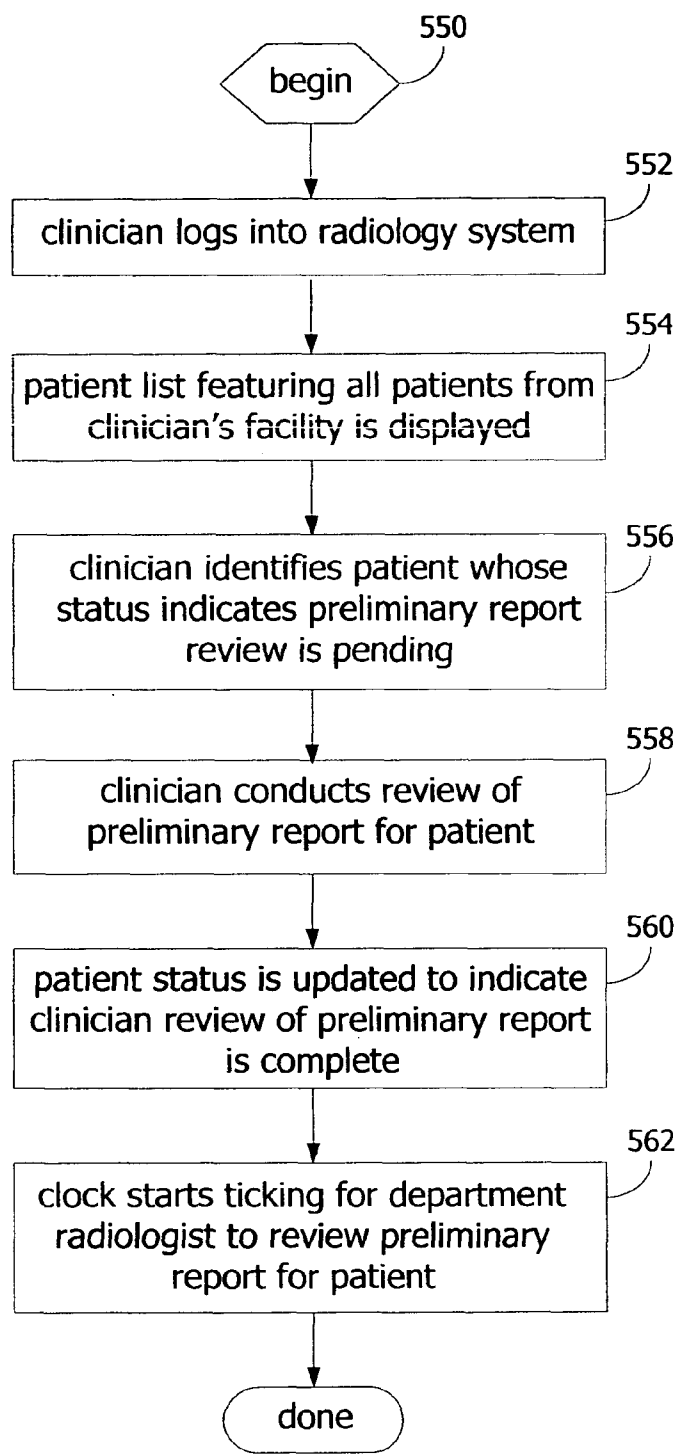 550
begin
552
clinician logs into radiology system
554
patient list featuring all patients from
clinician's facility is displayed
556
clinician identifies patient whose
status indicates preliminary report
review is pending
558
clinician conducts review of
preliminary report for patient
560
patient status is updated to indicate
clinician review of preliminary report
is complete
562
clock starts ticking for department
radiologist to review preliminary
report for patient
done